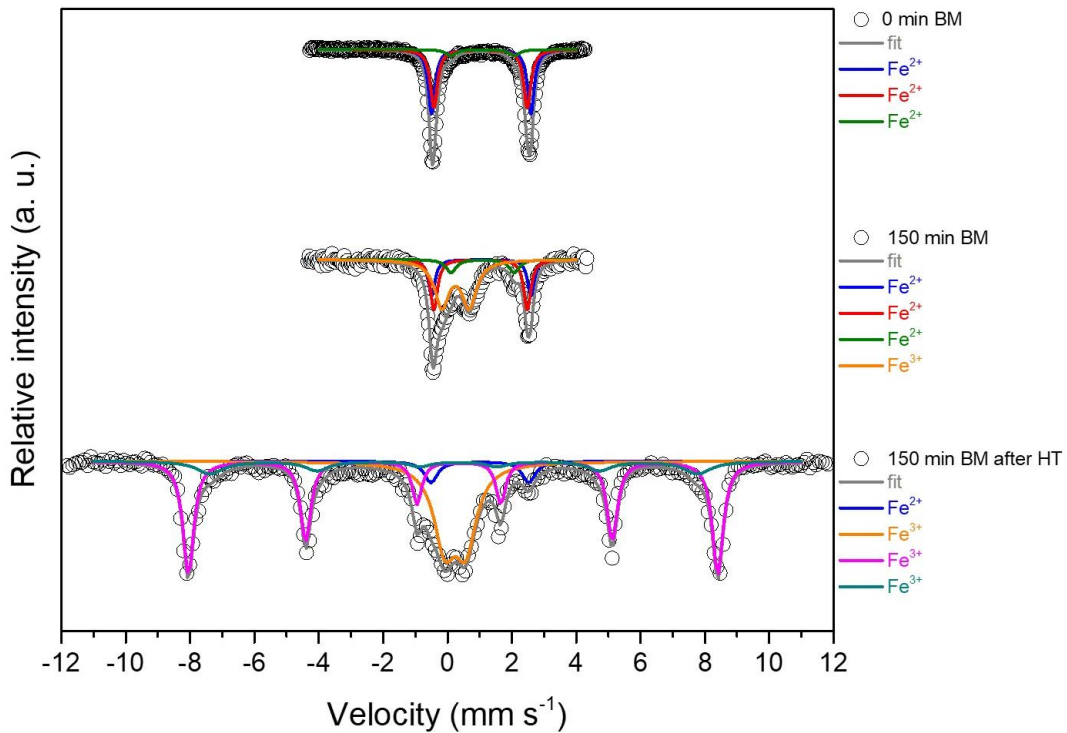 0 min BM
fit
Fe²⁺
Fe²⁺
Fe²⁺
150 min BM
fit
Fe²⁺
Fe²⁺
Fe²⁺
Fe³⁺
150 min BM after HT
fit
Fe²⁺
Fe³⁺
Fe³⁺
Fe³⁺
Relative intensity (a. u.)
-12 -10 -8 -6 -4 -2 0 2 4 6 8 10 12
Velocity (mm s⁻¹)